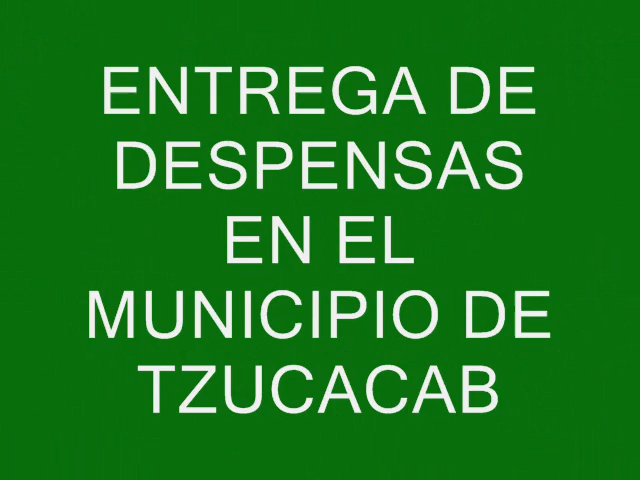 ENTREGA DE
DESPENSAS
EN EL
MUNICIPIO DE
TZUCACAB